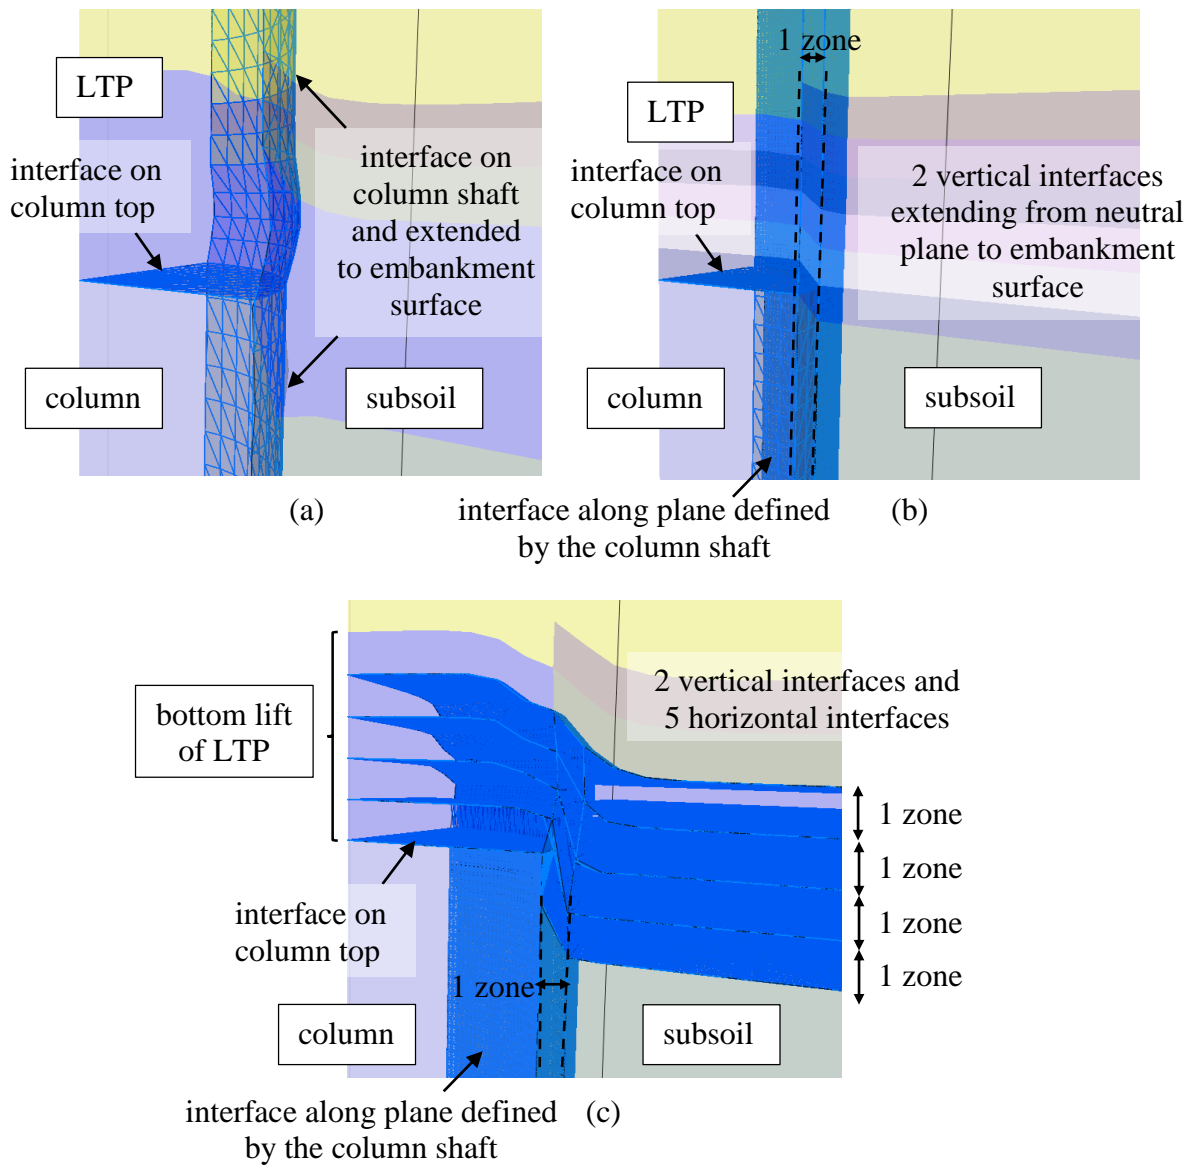 LTP
interface on
column top
interface on
column shaft
and extended
to embankment
surface
column
subsoil
(a)
1 zone
LTP
interface on
column top
2 vertical interfaces
extending from neutral
plane to embankment
surface
column
subsoil
interface along plane defined
by the column shaft
(b)
bottom lift
of LTP
2 vertical interfaces and
5 horizontal interfaces
1 zone
1 zone
1 zone
1 zone
interface on
column top
1 zone
column
subsoil
interface along plane defined
by the column shaft
(c)